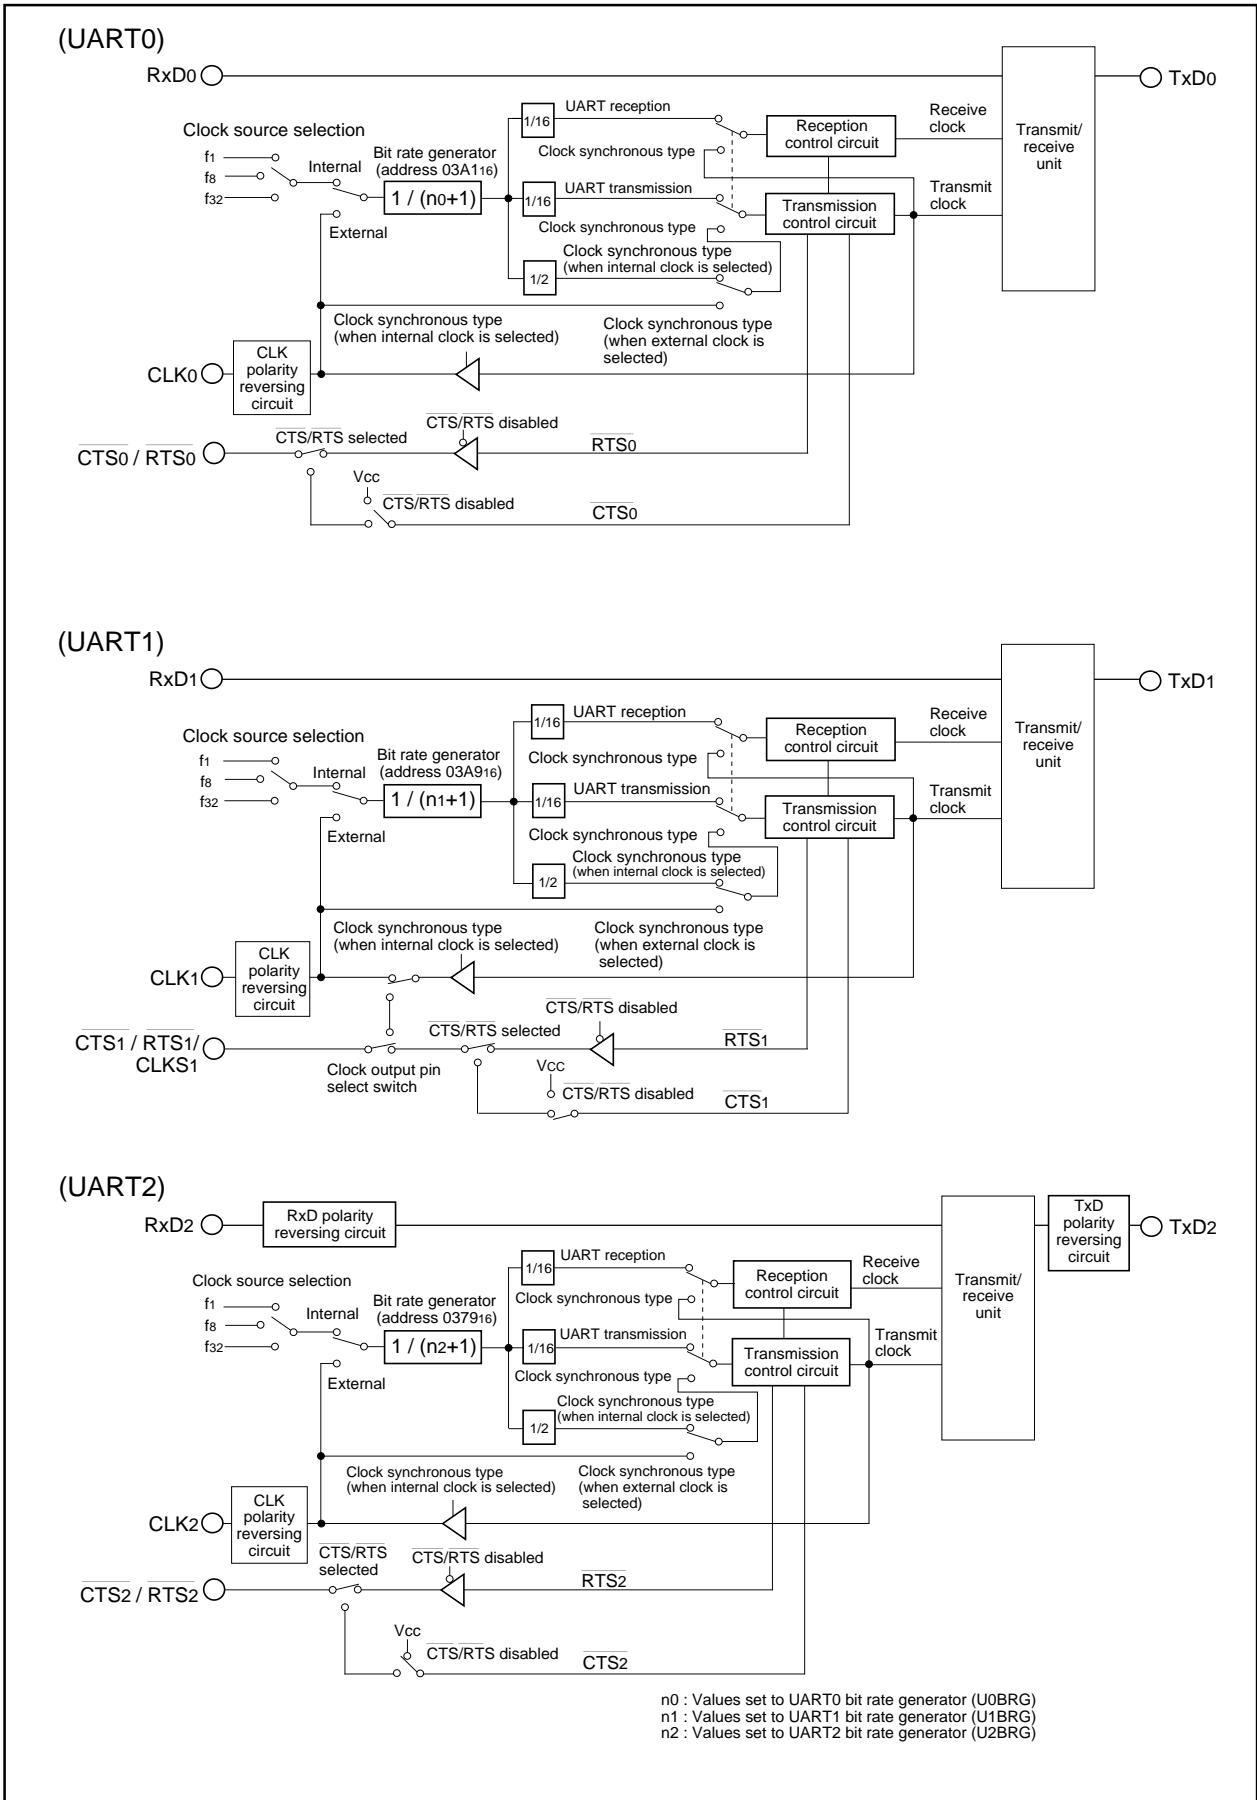 (UART0)
RxD0
TxD0
Clock source selection
f1
f8
f32
Internal
External
Bit rate generator
(address 03A116)
1 / (n0+1)
1/16
UART reception
Clock synchronous type
1/16
UART transmission
Clock synchronous type
1/2
Clock synchronous type
(when internal clock is selected)
Reception
control circuit
Transmission
control circuit
Receive
clock
Transmit
clock
Transmit/
receive
unit
Clock synchronous type
(when internal clock is selected)
Clock synchronous type
(when external clock is
selected)
CLK0
CLK
polarity
reversing
circuit
CTS0 / RTS0
CTS/RTS selected
CTS/RTS disabled
RTS0
Vcc
CTS/RTS disabled
CTS0
(UART1)
RxD1
TxD1
Clock source selection
f1
f8
f32
Internal
External
Bit rate generator
(address 03A916)
1 / (n1+1)
1/16
UART reception
Clock synchronous type
1/16
UART transmission
Clock synchronous type
1/2
Clock synchronous type
(when internal clock is selected)
Reception
control circuit
Transmission
control circuit
Receive
clock
Transmit
clock
Transmit/
receive
unit
Clock synchronous type
(when internal clock is selected)
Clock synchronous type
(when external clock is
selected)
CLK1
CLK
polarity
reversing
circuit
CTS1 / RTS1/
CLKS1
Clock output pin
select switch
CTS/RTS selected
CTS/RTS disabled
RTS1
VCC
CTS/RTS disabled
CTS1
(UART2)
RxD2
RxD polarity
reversing circuit
TxD
polarity
reversing
circuit
TxD2
Clock source selection
f1
f8
f32
Internal
External
Bit rate generator
(address 037916)
1 / (n2+1)
1/16
UART reception
Clock synchronous type
1/16
UART transmission
Clock synchronous type
1/2
Clock synchronous type
(when internal clock is selected)
Reception
control circuit
Transmission
control circuit
Receive
clock
Transmit
clock
Transmit/
receive
unit
Clock synchronous type
(when internal clock is selected)
Clock synchronous type
(when external clock is
selected)
CLK2
CLK
polarity
reversing
circuit
CTS2 / RTS2
CTS/RTS
selected
CTS/RTS disabled
RTS2
Vcc
CTS/RTS disabled
CTS2
n0 : Values set to UART0 bit rate generator (U0BRG)
n1 : Values set to UART1 bit rate generator (U1BRG)
n2 : Values set to UART2 bit rate generator (U2BRG)